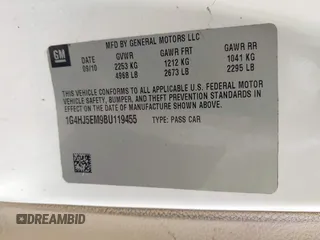 GM
MFD BY GENERAL MOTORS LLC
DATE GVWR GAWR FRT GAWR RR
09/10 2253 KG 1212 KG 1041 KG
4968 LB 2673 LB 2295 LB
THIS VEHICLE CONFORMS TO ALL APPLICABLE U.S. FEDERAL MOTOR
VEHICLE SAFETY, BUMPER, AND THEFT PREVENTION STANDARDS IN
EFFECT ON THE DATE OF MANUFACTURE SHOWN ABOVE.
1G4HJ5EM9BU119455 TYPE: PASS CAR
DREAMBID